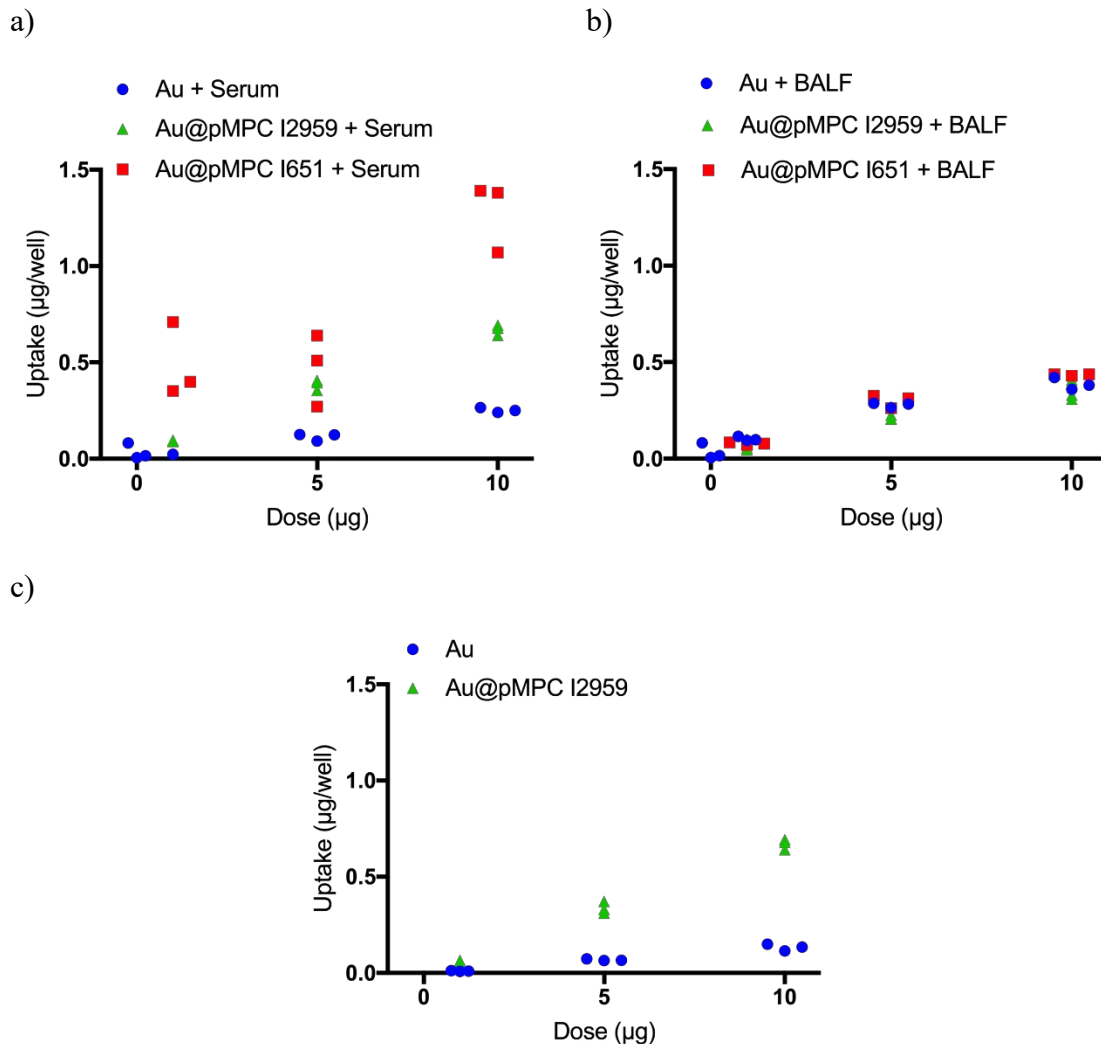 a)
Au + Serum
Au@pMPC I2959 + Serum
Au@pMPC I651 + Serum
1.5
1.0
0.5
0.0
Uptake (µg/well)
0 5 10
Dose (µg)
b)
Au + BALF
Au@pMPC I2959 + BALF
Au@pMPC I651 + BALF
1.5
1.0
0.5
0.0
Uptake (µg/well)
0 5 10
Dose (µg)
c)
Au
Au@pMPC I2959
1.5
1.0
0.5
0.0
Uptake (µg/well)
0 5 10
Dose (µg)